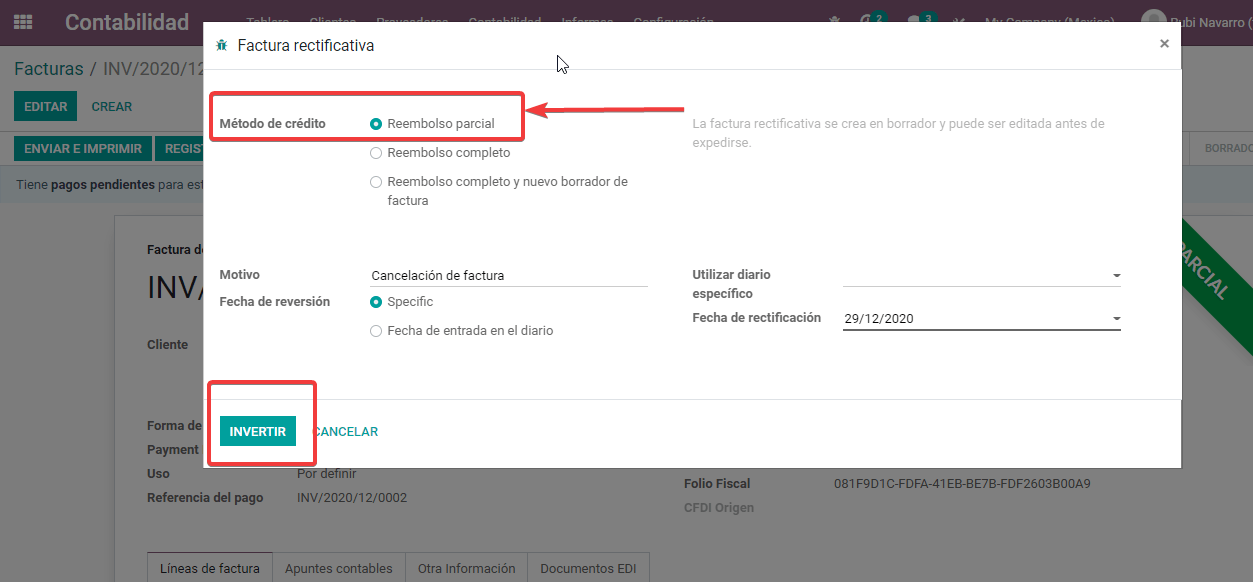 Contabilidad Tablero Clientes Proveedores Contabilidad Informes Configuración 2 3 My Company (Mexico) Rubi Navarro (
Factura rectificativa ×
Facturas / INV/2020/12
EDITAR CREAR
Método de crédito Reembolso parcial
La factura rectificativa se crea en borrador y puede ser editada antes de
expedirse.
Reembolso completo
Reembolso completo y nuevo borrador de
factura
ENVIAR E IMPRIMIR REGIST BORRADO
Tiene pagos pendientes para est
Factura de
INV/
PARCIAL
Motivo Cancelación de factura
Utilizar diario
específico
Fecha de reversión Specific
Fecha de entrada en el diario
Fecha de rectificación 29/12/2020
Cliente
INVERTIR CANCELAR
Forma de
Payment
Uso Por definir
Referencia del pago INV/2020/12/0002
Folio Fiscal 081F9D1C-FDFA-41EB-BE7B-FDF2603B00A9
CFDI Origen
Líneas de factura Apuntes contables Otra Información Documentos EDI